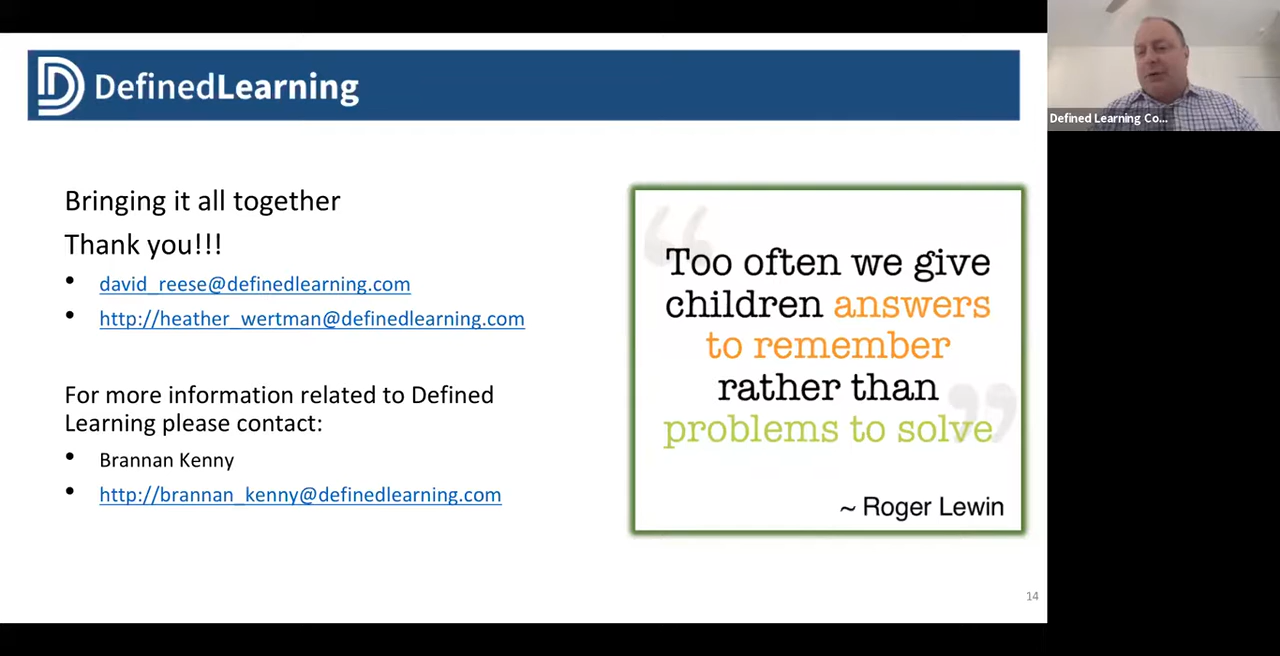 DefinedLearning
Defined Learning Co...
Bringing it all together
Thank you!!!
• david_reese@definedlearning.com
• http://heather_wertman@definedlearning.com
For more information related to Defined
Learning please contact:
• Brannan Kenny
• http://brannan_kenny@definedlearning.com
“Too often we give
children answers
to remember
rather than
problems to solve”
~ Roger Lewin
14